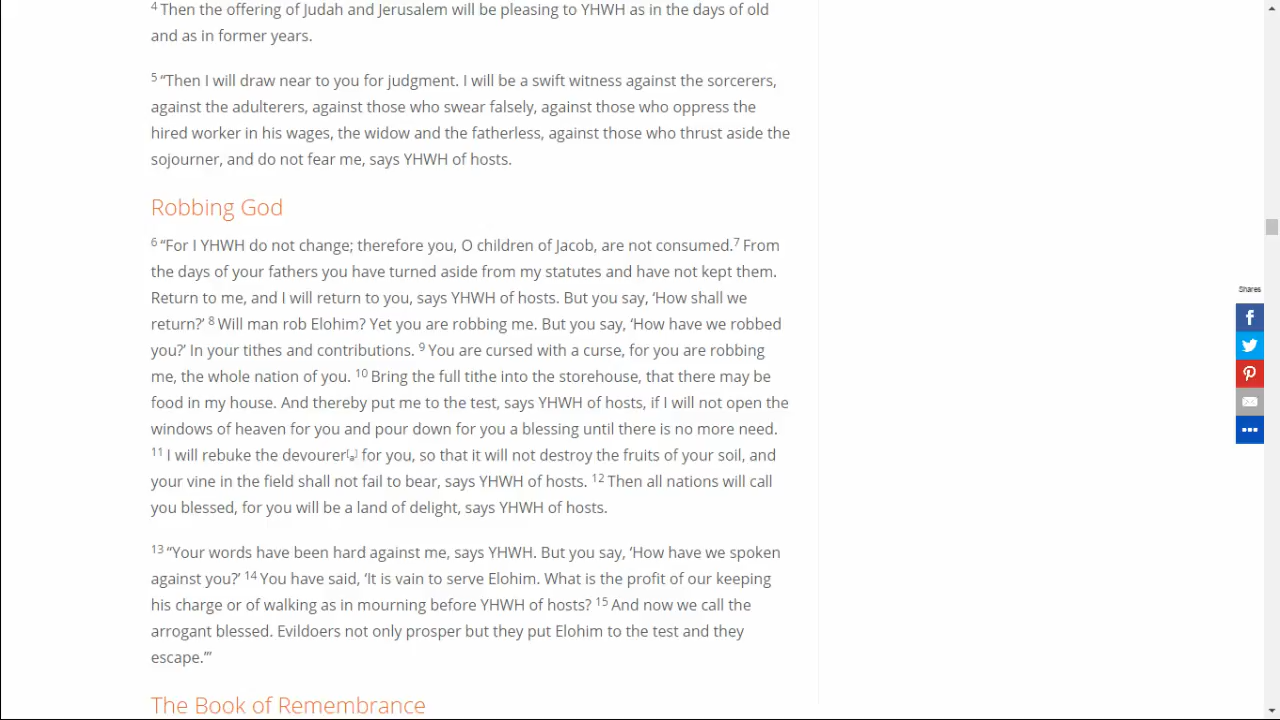 4 Then the offering of Judah and Jerusalem will be pleasing to YHWH as in the days of old
and as in former years.
5 “Then I will draw near to you for judgment. I will be a swift witness against the sorcerers,
against the adulterers, against those who swear falsely, against those who oppress the
hired worker in his wages, the widow and the fatherless, against those who thrust aside the
sojourner, and do not fear me, says YHWH of hosts.
Robbing God
6 “For I YHWH do not change; therefore you, O children of Jacob, are not consumed.7 From
the days of your fathers you have turned aside from my statutes and have not kept them.
Return to me, and I will return to you, says YHWH of hosts. But you say, ‘How shall we
return?’ 8 Will man rob Elohim? Yet you are robbing me. But you say, ‘How have we robbed
you?’ In your tithes and contributions. 9 You are cursed with a curse, for you are robbing
me, the whole nation of you. 10 Bring the full tithe into the storehouse, that there may be
food in my house. And thereby put me to the test, says YHWH of hosts, if I will not open the
windows of heaven for you and pour down for you a blessing until there is no more need.
11 I will rebuke the devourer[a] for you, so that it will not destroy the fruits of your soil, and
your vine in the field shall not fail to bear, says YHWH of hosts. 12 Then all nations will call
you blessed, for you will be a land of delight, says YHWH of hosts.
13 “Your words have been hard against me, says YHWH. But you say, ‘How have we spoken
against you?’ 14 You have said, ‘It is vain to serve Elohim. What is the profit of our keeping
his charge or of walking as in mourning before YHWH of hosts? 15 And now we call the
arrogant blessed. Evildoers not only prosper but they put Elohim to the test and they
escape.’”
The Book of Remembrance
Shares